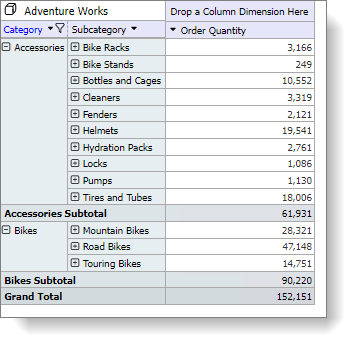 Adventure Works Drop a Column Dimension Here
Category Subcategory Order Quantity
Accessories Bike Racks 3,166
Bike Stands 249
Bottles and Cages 10,552
Cleaners 3,319
Fenders 2,121
Helmets 19,541
Hydration Packs 2,761
Locks 1,086
Pumps 1,130
Tires and Tubes 18,006
Accessories Subtotal 61,931
Bikes Mountain Bikes 28,321
Road Bikes 47,148
Touring Bikes 14,751
Bikes Subtotal 90,220
Grand Total 152,151